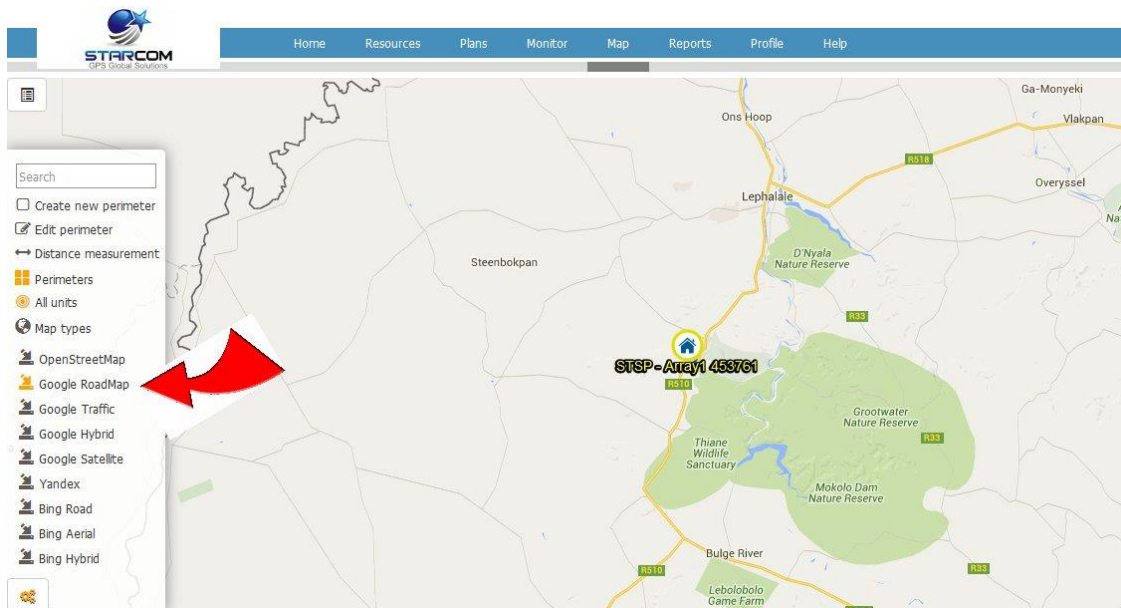 STARCOM
GPS Global Solutions
Home Resources Plans Monitor Map Reports Profile Help
Search
Create new perimeter
Edit perimeter
Distance measurement
Perimeters
All units
Map types
OpenStreetMap
Google RoadMap
Google Traffic
Google Hybrid
Google Satellite
Yandex
Bing Road
Bing Aerial
Bing Hybrid
Ga-Monyeki
Ons Hoop
Vlakpan
R518
Overyssel
Lephalale
Na
D'Nyala
Nature Reserve
Steenbokpan
R33
STSP - Array1 453761
R510
Grootwater
Nature Reserve
R33
Thiane
Wildlife
Sanctuary
Mokolo Dam
Nature Reserve
Bulge River
R510
R33
Lebolobolo
Game Farm